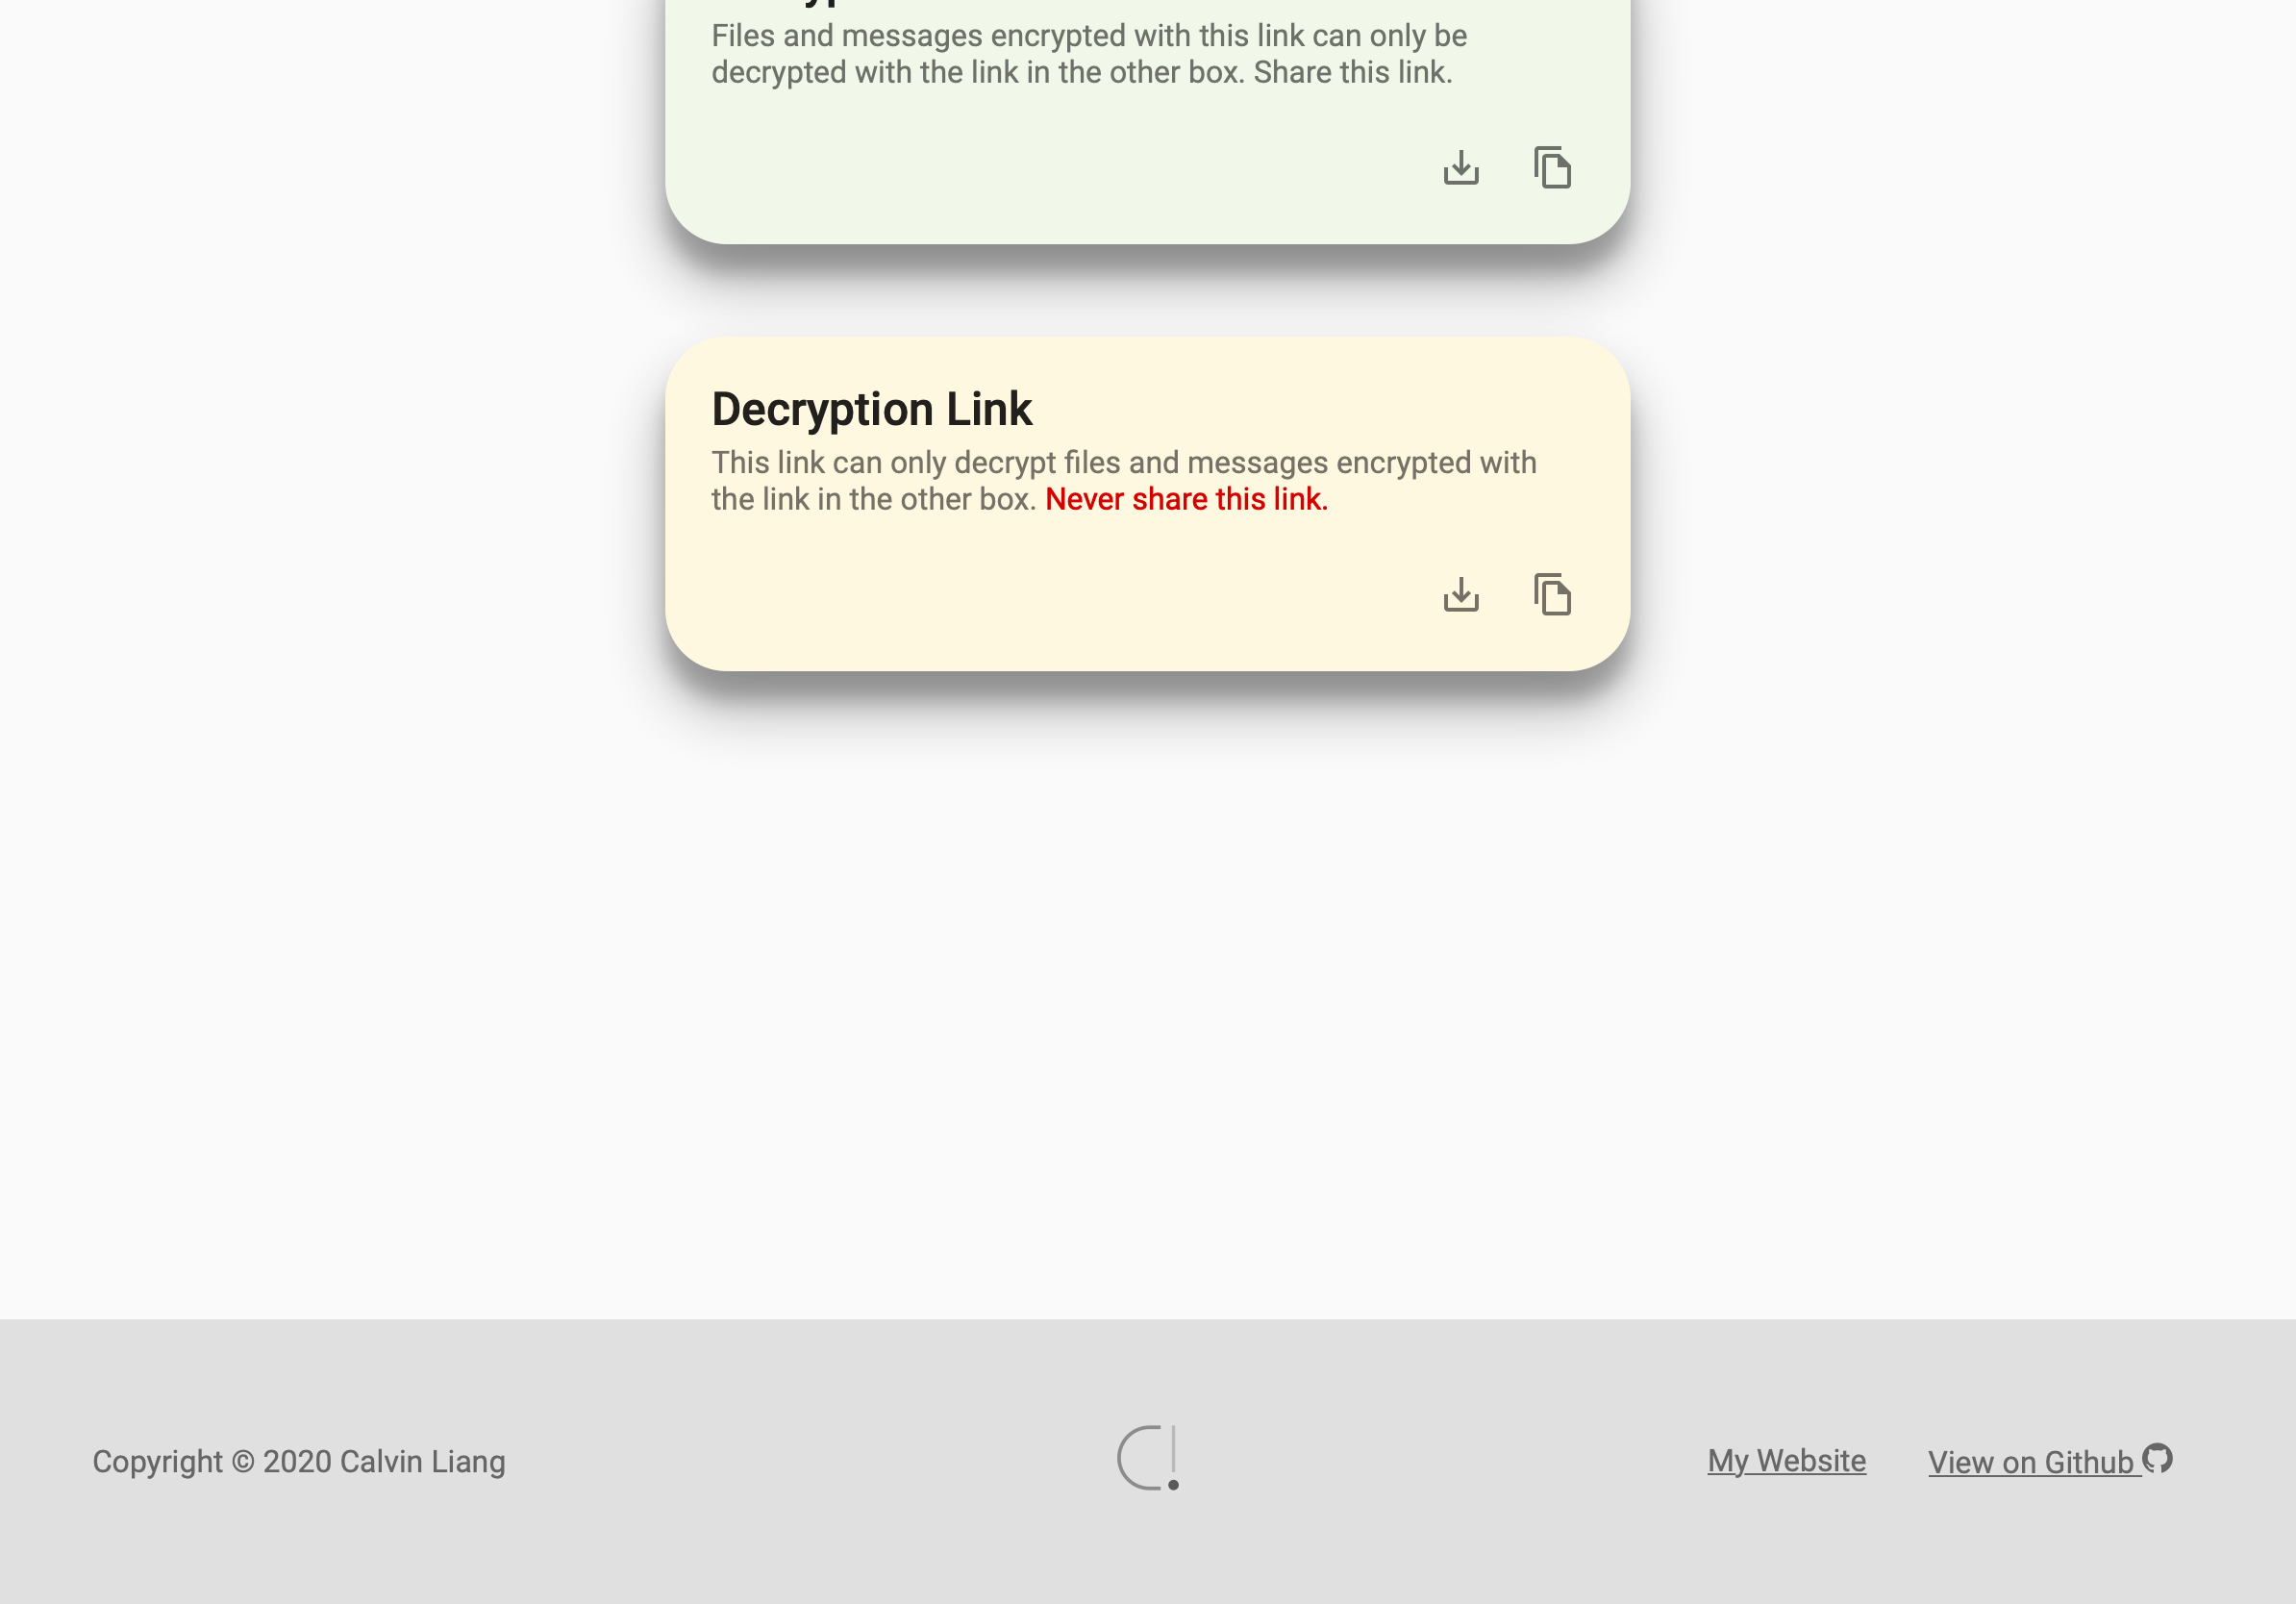 Files and messages encrypted with this link can only be
decrypted with the link in the other box. Share this link.
Decryption Link
This link can only decrypt files and messages encrypted with
the link in the other box. Never share this link.
Copyright © 2020 Calvin Liang
My Website
View on Github